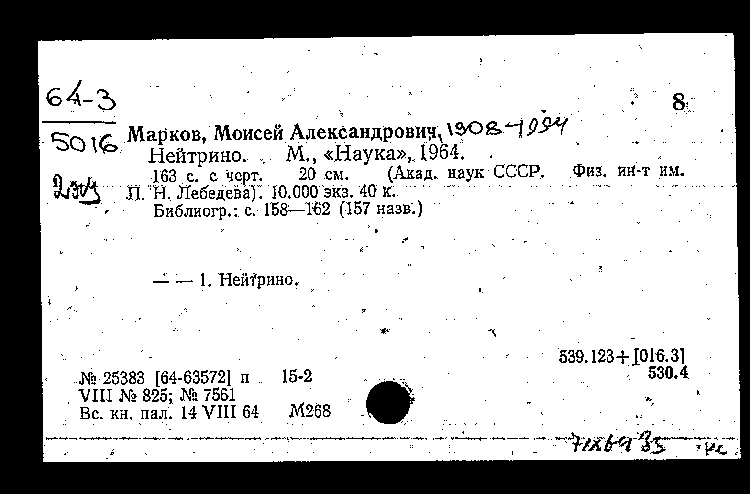 64-3
8
5016
Марков, Моисей Александрович, 1908-1994
Нейтрино. М., «Наука», 1964.
163 с. с черт. 20 см. (Акад. наук СССР. Физ. ин-т им.
2 экз
П. Н. Лебедева). 10.000 экз. 40 к.
Библиогр.: с. 158—162 (157 назв.)
— — 1. Нейтрино.
539.123+[016.3]
№ 25383 [64-63572] п 15-2
530.4
VIII № 825; № 7561
Вс. кн. пал. 14 VIII 64 М268